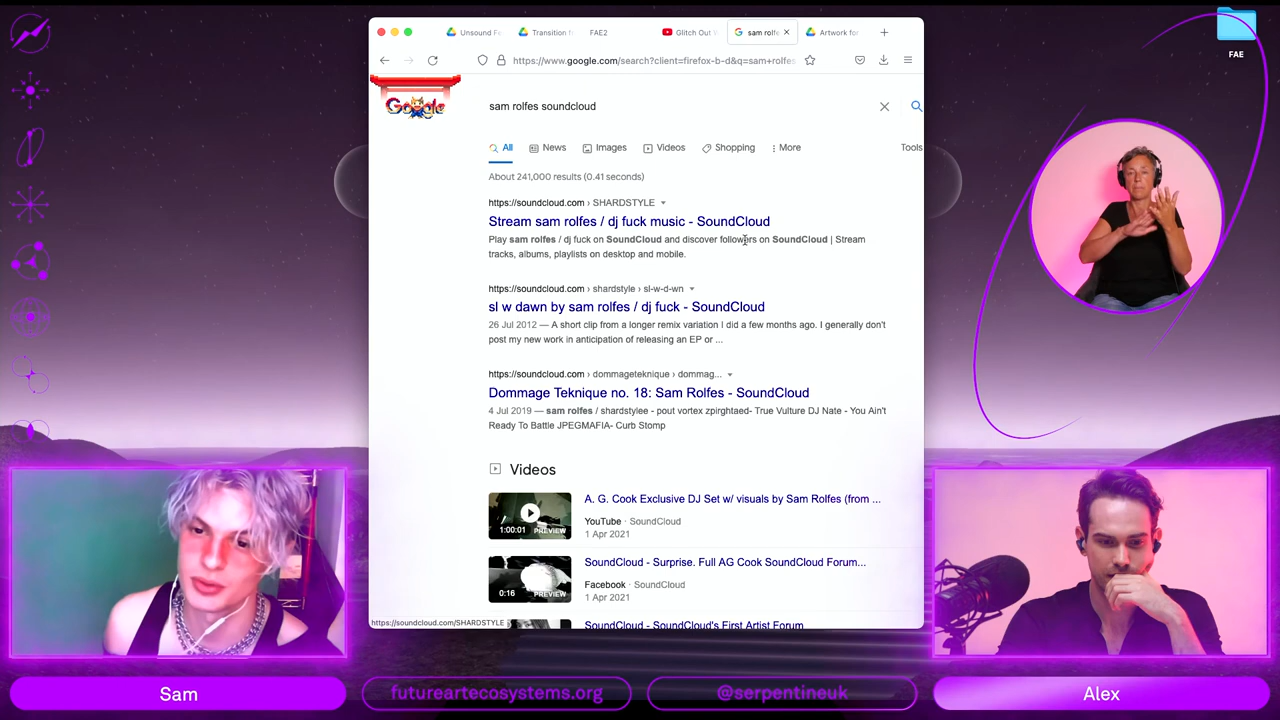 Unsound Fe
Transition f
FAE2
Glitch Out
sam rolfe
Artwork for
https://www.google.com/search?client=firefox-b-d&q=sam+rolfes
FAE
Google
sam rolfes soundcloud
All
News
Images
Videos
Shopping
More
Tools
About 241,000 results (0.41 seconds)
https://soundcloud.com › SHARDSTYLE
Stream sam rolfes / dj fuck music - SoundCloud
Play sam rolfes / dj fuck on SoundCloud and discover followers on SoundCloud | Stream
tracks, albums, playlists on desktop and mobile.
https://soundcloud.com › shardstyle › sl-w-d-wn
sl w dawn by sam rolfes / dj fuck - SoundCloud
26 Jul 2012 — A short clip from a longer remix variation I did a few months ago. I generally don't
post my new work in anticipation of releasing an EP or ...
https://soundcloud.com › dommageteknique › dommag...
Dommage Teknique no. 18: Sam Rolfes - SoundCloud
4 Jul 2019 — sam rolfes / shardstylee - pout vortex zpirghtaed- True Vulture DJ Nate - You Ain't
Ready To Battle JPEGMAFIA- Curb Stomp
Videos
1:00:01
PREVIEW
A. G. Cook Exclusive DJ Set w/ visuals by Sam Rolfes (from ...
YouTube · SoundCloud
1 Apr 2021
0:16
PREVIEW
SoundCloud - Surprise. Full AG Cook SoundCloud Forum...
Facebook · SoundCloud
1 Apr 2021
SoundCloud - SoundCloud's First Artist Forum
https://soundcloud.com/SHARDSTYLE
Sam
futureartecosystems.org
@serpentineuk
Alex